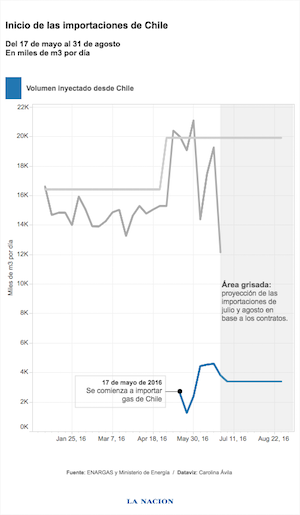 Inicio de las importaciones de Chile
Del 17 de mayo al 31 de agosto
En miles de m3 por día
Volumen inyectado desde Chile
22K
20K
18K
16K
14K
12K
10K
8K
6K
4K
2K
0K
Miles de m3 por día
Área grisada:
proyección de las
importaciones de
julio y agosto en
base a los contratos.
17 de mayo de 2016
Se comienza a importar
gas de Chile
Jan 25, 16
Mar 7, 16
Apr 18, 16
May 30, 16
Jul 11, 16
Aug 22, 16
Fuente: ENARGAS y Ministerio de Energía / Dataviz: Carolina Ávila
LA NACION